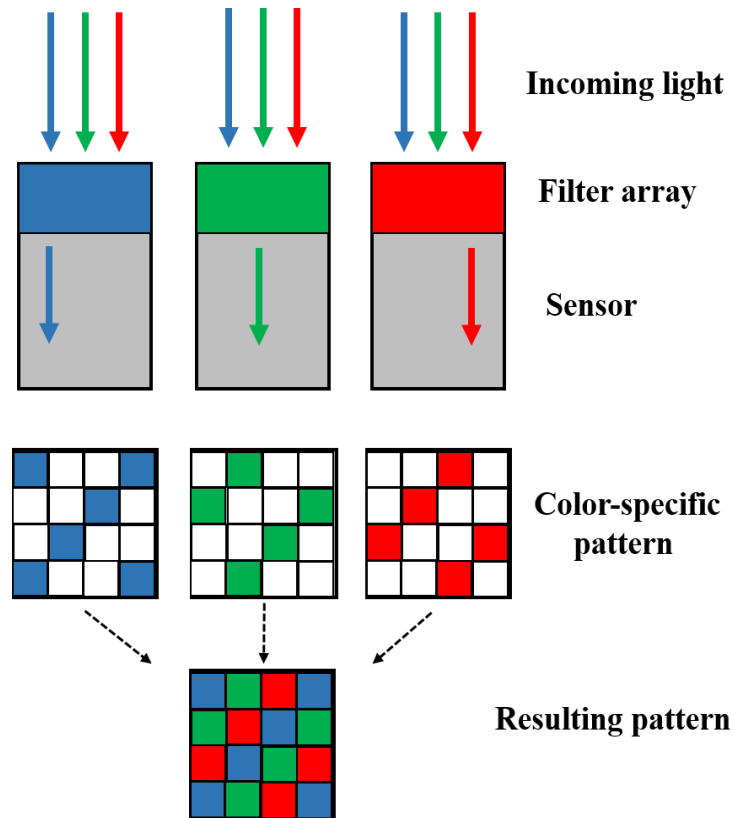 Incoming light
Filter array
Sensor
Color-specific
pattern
Resulting pattern